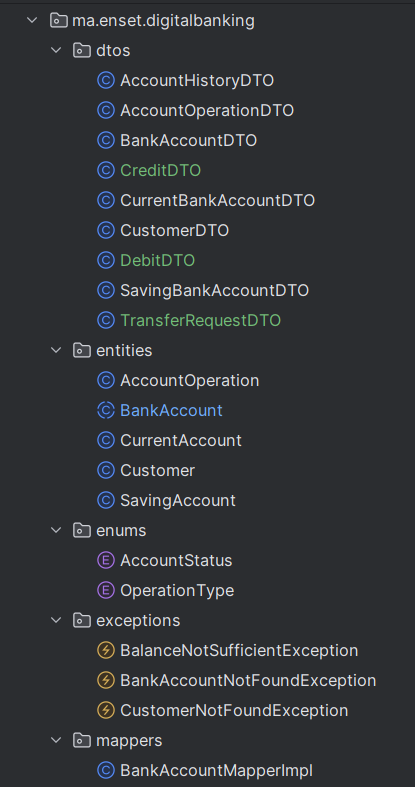 ma.enset.digitalbanking
dtos
C AccountHistoryDTO
C AccountOperationDTO
C BankAccountDTO
C CreditDTO
C CurrentBankAccountDTO
C CustomerDTO
C DebitDTO
C SavingBankAccountDTO
C TransferRequestDTO
entities
C AccountOperation
C BankAccount
C CurrentAccount
C Customer
C SavingAccount
enums
E AccountStatus
E OperationType
exceptions
BalanceNotSufficientException
BankAccountNotFoundException
CustomerNotFoundException
mappers
C BankAccountMapperImpl